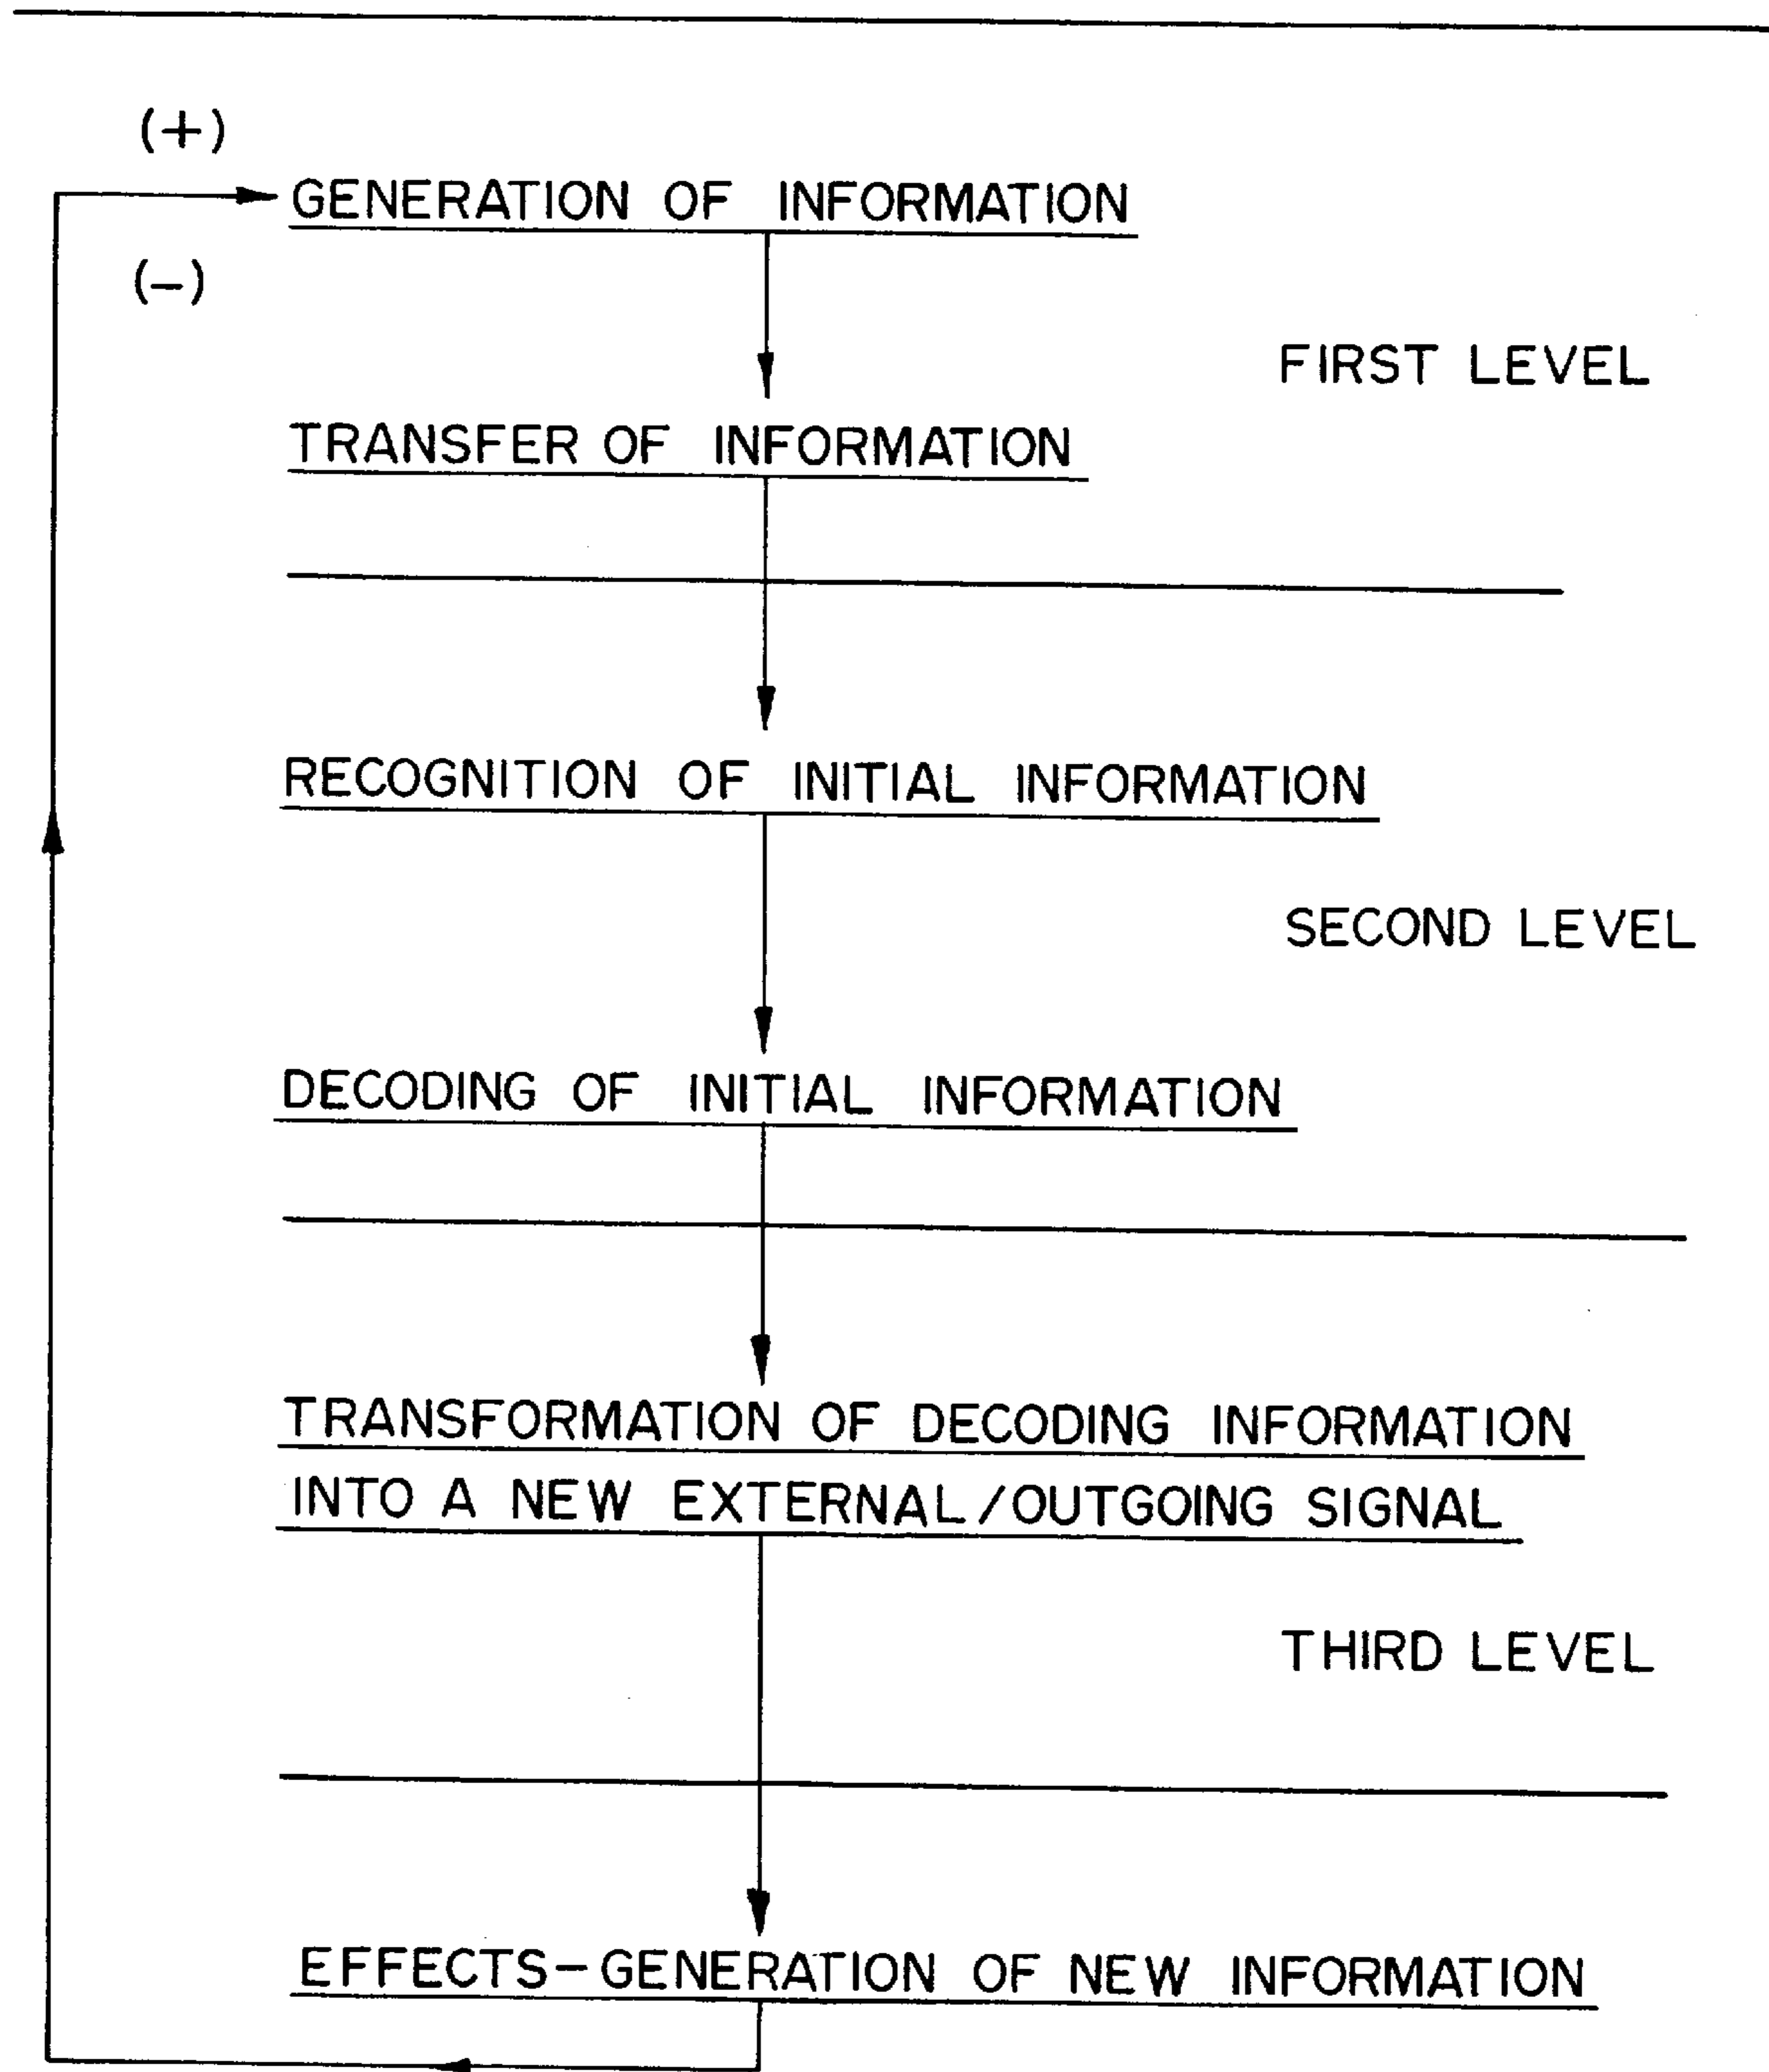 (+)
GENERATION OF INFORMATION
(−)
FIRST LEVEL
TRANSFER OF INFORMATION
RECOGNITION OF INITIAL INFORMATION
SECOND LEVEL
DECODING OF INITIAL INFORMATION
TRANSFORMATION OF DECODING INFORMATION
INTO A NEW EXTERNAL/OUTGOING SIGNAL
THIRD LEVEL
EFFECTS−GENERATION OF NEW INFORMATION